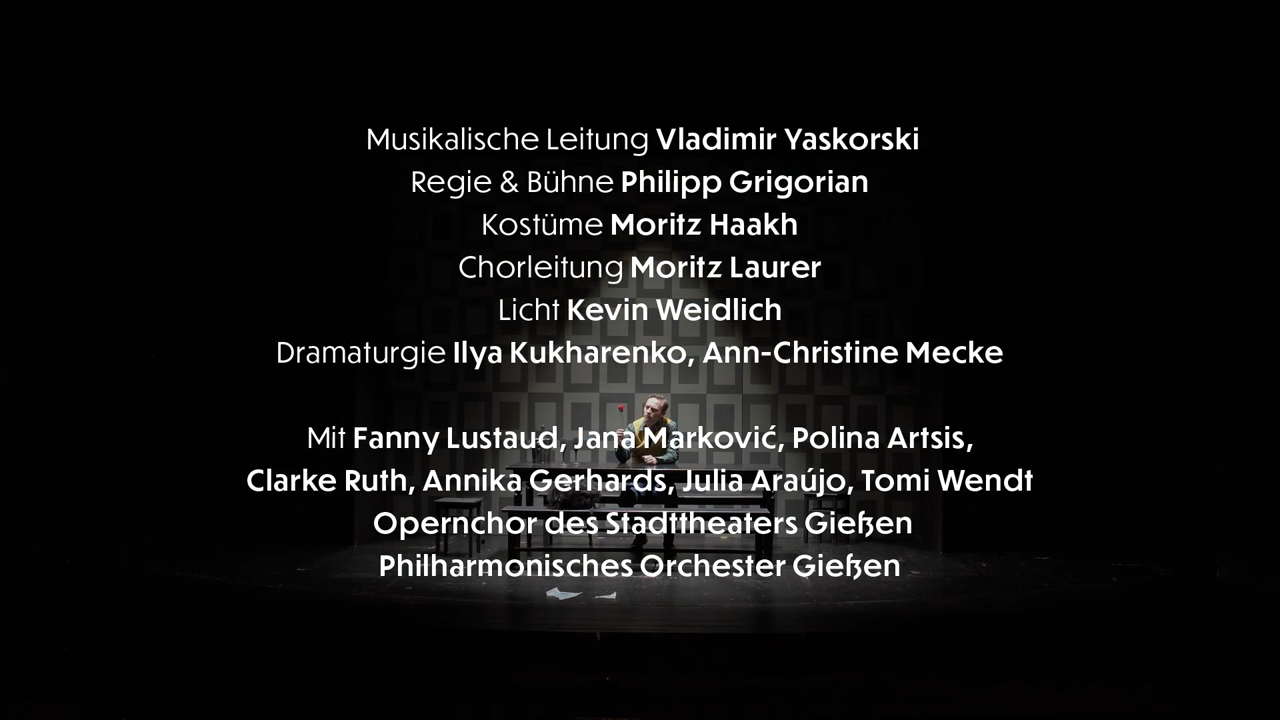 Musikalische Leitung Vladimir Yaskorski
Regie & Bühne Philipp Grigorian
Kostüme Moritz Haakh
Chorleitung Moritz Laurer
Licht Kevin Weidlich
Dramaturgie Ilya Kukharenko, Ann-Christine Mecke
Mit Fanny Lustaud, Jana Marković, Polina Artsis,
Clarke Ruth, Annika Gerhards, Julia Araújo, Tomi Wendt
Opernchor des Stadttheaters Gießen
Philharmonisches Orchester Gießen